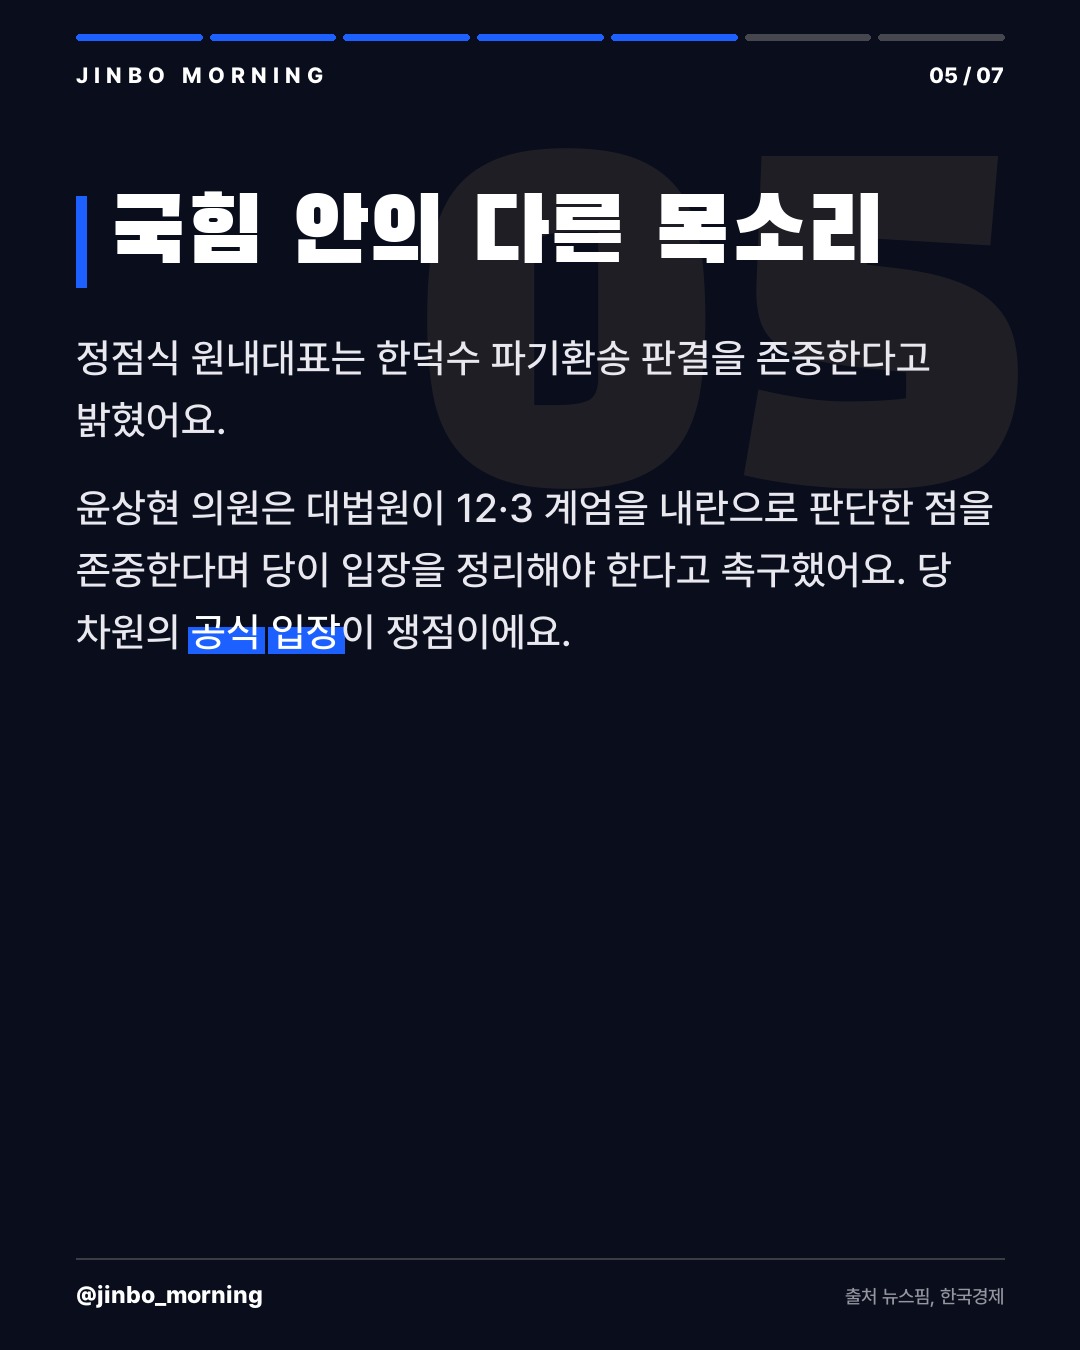 JINBO MORNING
05 / 07
05
국힘 안의 다른 목소리
정점식 원내대표는 한덕수 파기환송 판결을 존중한다고
밝혔어요.
윤상현 의원은 대법원이 12·3 계엄을 내란으로 판단한 점을
존중한다며 당이 입장을 정리해야 한다고 촉구했어요. 당
차원의 공식 입장이 쟁점이에요.
@jinbo_morning
출처 뉴스핌, 한국경제